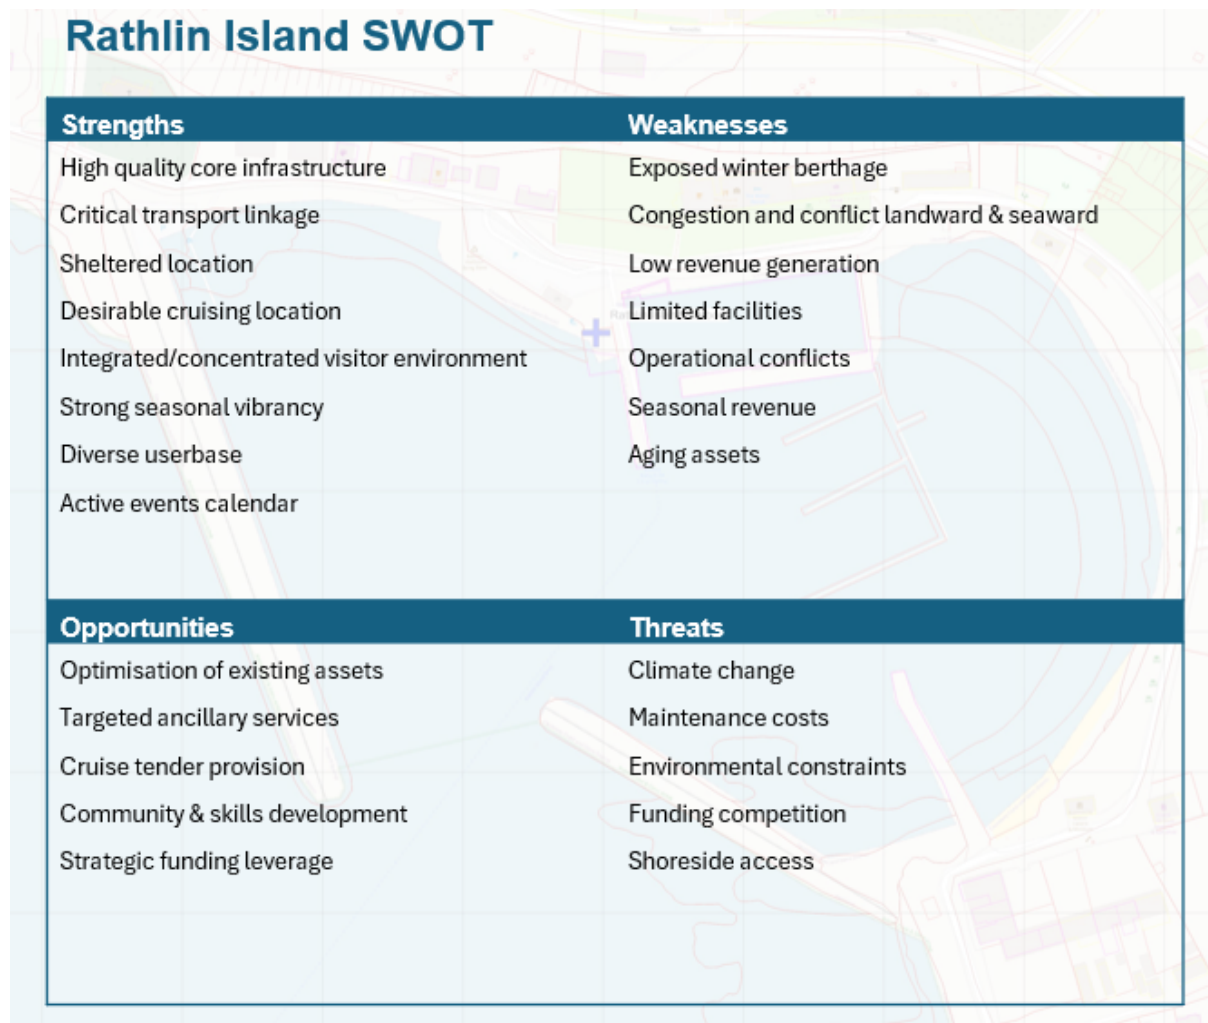 Rathlin Island SWOT
Strengths
High quality core infrastructure
Critical transport linkage
Sheltered location
Desirable cruising location
Integrated/concentrated visitor environment
Strong seasonal vibrancy
Diverse userbase
Active events calendar
Weaknesses
Exposed winter berthage
Congestion and conflict landward & seaward
Low revenue generation
Limited facilities
Operational conflicts
Seasonal revenue
Aging assets
Opportunities
Optimisation of existing assets
Targeted ancillary services
Cruise tender provision
Community & skills development
Strategic funding leverage
Threats
Climate change
Maintenance costs
Environmental constraints
Funding competition
Shoreside access